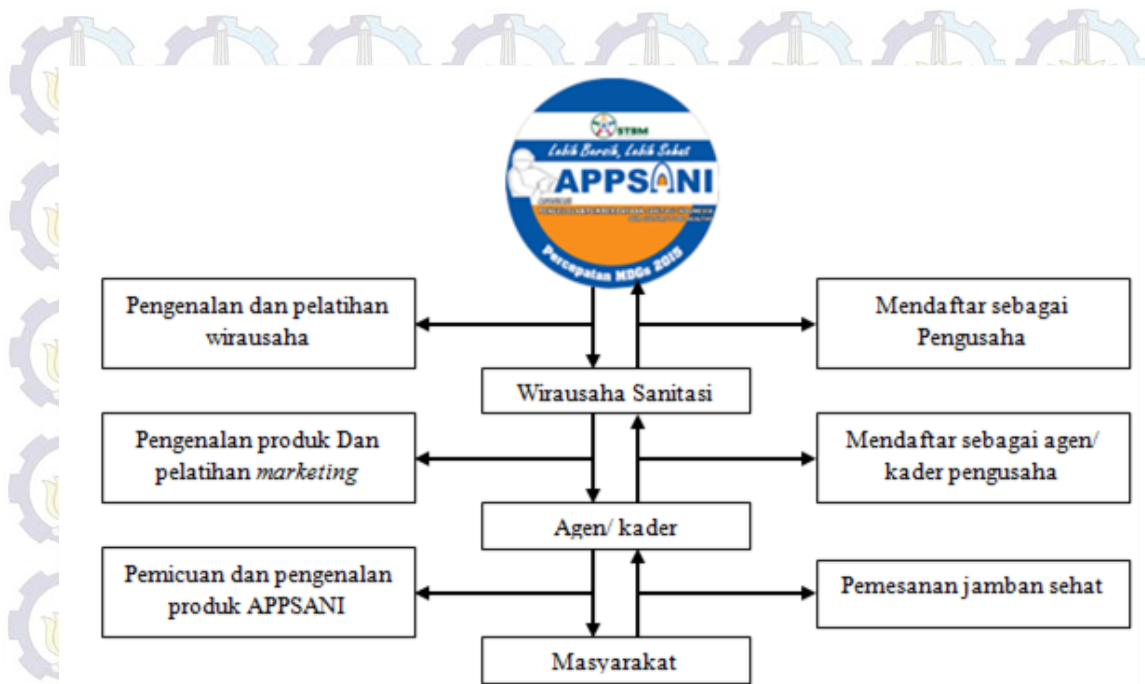 STBM
Lebih Bersih, Lebih Sehat
APPSANI
Percepatan MDGs 2015
Pengenalan dan pelatihan
wirausaha
Mendaftar sebagai
Pengusaha
Wirausaha Sanitasi
Pengenalan produk Dan
pelatihan marketing
Mendaftar sebagai agen/
kader pengusaha
Agen/ kader
Pemicuan dan pengenalan
produk APPSANI
Pemesanan jamban sehat
Masyarakat